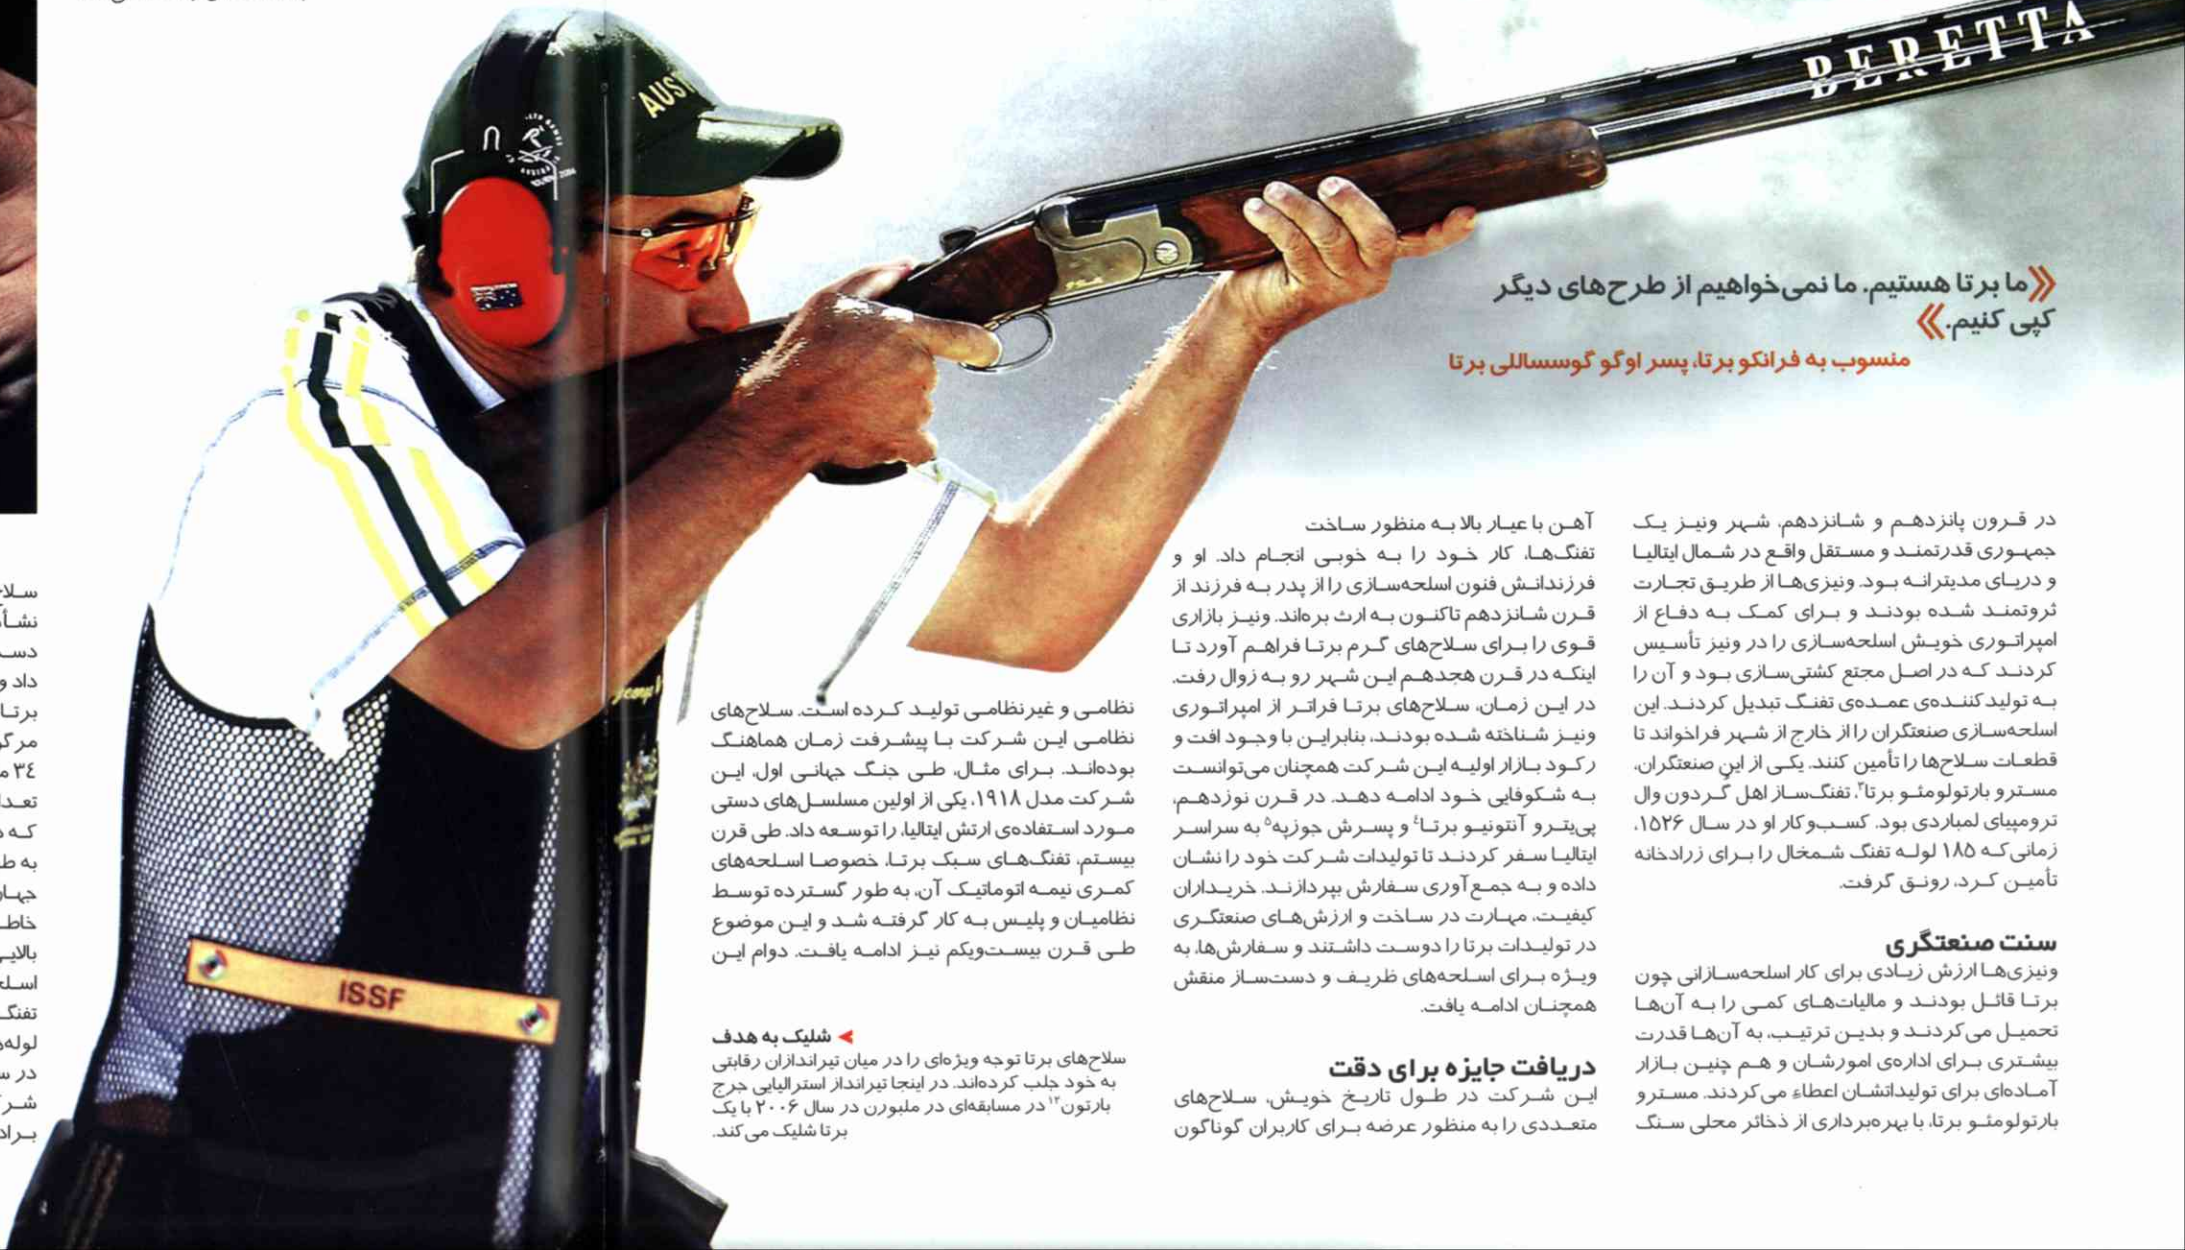 BERETTA
AUST
ISSF
«ما برتا هستیم. ما نمی‌خواهیم از طرح‌های دیگر
کپی کنیم.»
منسوب به فرانکو برتا، پسر اوگو گوسساللی برتا
در قرون پانزدهم و شانزدهم، شهر ونیز یک
جمهوری قدرتمند و مستقل واقع در شمال ایتالیا
و دریای مدیترانه بود. ونیزی‌ها از طریق تجارت
ثروتمند شده بودند و برای کمک به دفاع از
امپراتوری خویش اسلحه‌سازی را در ونیز تأسیس
کردند که در اصل مجتع کشتی‌سازی بود و آن را
به تولیدکننده‌ی عمده‌ی تفنگ تبدیل کردند. این
اسلحه‌سازی صنعتگران را از خارج از شهر فراخواند تا
قطعات سلاح‌ها را تأمین کنند. یکی از این صنعتگران،
مسترو بارتولومئو برتا۳، تفنگ‌ساز اهل گردون وال
ترومپیای لمباردی بود. کسب‌وکار او در سال ۱۵۲۶،
زمانی‌که ۱۸۵ لوله تفنگ شمخال را برای زرادخانه
تأمین کرد، رونق گرفت.
سنت صنعتگری
ونیزی‌ها ارزش زیادی برای کار اسلحه‌سازانی چون
برتا قائل بودند و مالیات‌های کمی را به آن‌ها
تحمیل می‌کردند و بدین ترتیب، به آن‌ها قدرت
بیشتری برای اداره‌ی امورشان و هم چنین بازار
آماده‌ای برای تولیداتشان اعطاء می‌کردند. مسترو
بارتولومئو برتا، با بهره‌برداری از ذخائر محلی سنگ
آهن با عیار بالا به منظور ساخت
تفنگ‌ها، کار خود را به خوبی انجام داد. او و
فرزندانش فنون اسلحه‌سازی را از پدر به فرزند از
قرن شانزدهم تاکنون به ارث برده‌اند. ونیز بازاری
قوی را برای سلاح‌های گرم برتا فراهم آورد تا
اینکه در قرن هجدهم این شهر رو به زوال رفت.
در این زمان، سلاح‌های برتا فراتر از امپراتوری
ونیز شناخته شده بودند، بنابراین با وجود افت و
رکود بازار اولیه این شرکت همچنان می‌توانست
به شکوفایی خود ادامه دهد. در قرن نوزدهم،
پی‌یترو آنتونیو برتا۴ و پسرش جوزپه۵ به سراسر
ایتالیا سفر کردند تا تولیدات شرکت خود را نشان
داده و به جمع‌آوری سفارش بپردازند. خریداران
کیفیت، مهارت در ساخت و ارزش‌های صنعتگری
در تولیدات برتا را دوست داشتند و سفارش‌ها، به
ویژه برای اسلحه‌های ظریف و دست‌ساز منقش
همچنان ادامه یافت.
دریافت جایزه برای دقت
این شرکت در طول تاریخ خویش، سلاح‌های
متعددی را به منظور عرضه برای کاربران گوناگون
نظامی و غیرنظامی تولید کرده است. سلاح‌های
نظامی این شرکت با پیشرفت زمان هماهنگ
بوده‌اند. برای مثال، طی جنگ جهانی اول، این
شرکت مدل ۱۹۱۸، یکی از اولین مسلسل‌های دستی
مورد استفاده‌ی ارتش ایتالیا، را توسعه داد. طی قرن
بیستم، تفنگ‌های سبک برتا، خصوصا اسلحه‌های
کمری نیمه اتوماتیک آن، به طور گسترده توسط
نظامیان و پلیس به کار گرفته شد و این موضوع
طی قرن بیست‌ویکم نیز ادامه یافت. دوام این
شلیک به هدف
سلاح‌های برتا توجه ویژه‌ای را در میان تیراندازان رقابتی
به خود جلب کرده‌اند. در اینجا تیرانداز استرالیایی جرج
بارتون۱۲ در مسابقه‌ای در ملبورن در سال ۲۰۰۶ با یک
برتا شلیک می‌کند.